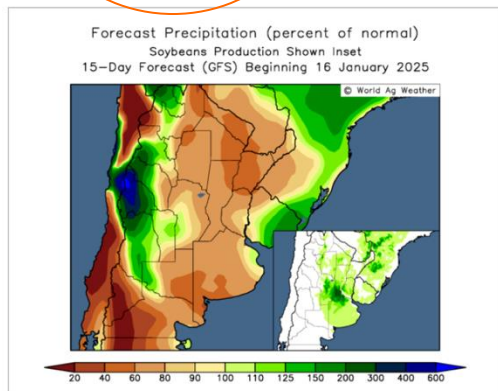 Forecast Precipitation (percent of normal)
Soybeans Production Shown Inset
15-Day Forecast (GFS) Beginning 16 January 2025
© World Ag Weather
20 40 60 80 90 100 110 125 150 200 300 400 600